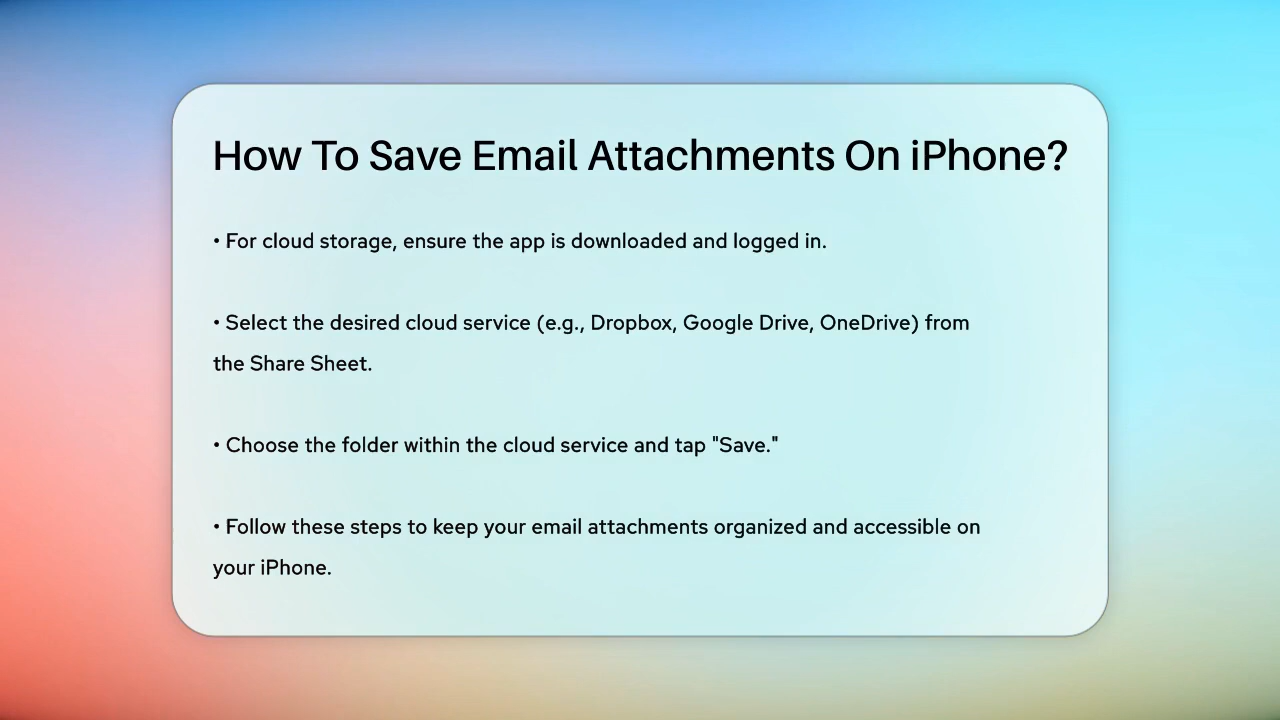 How To Save Email Attachments On iPhone?
• For cloud storage, ensure the app is downloaded and logged in.
• Select the desired cloud service (e.g., Dropbox, Google Drive, OneDrive) from
the Share Sheet.
• Choose the folder within the cloud service and tap "Save."
• Follow these steps to keep your email attachments organized and accessible on
your iPhone.